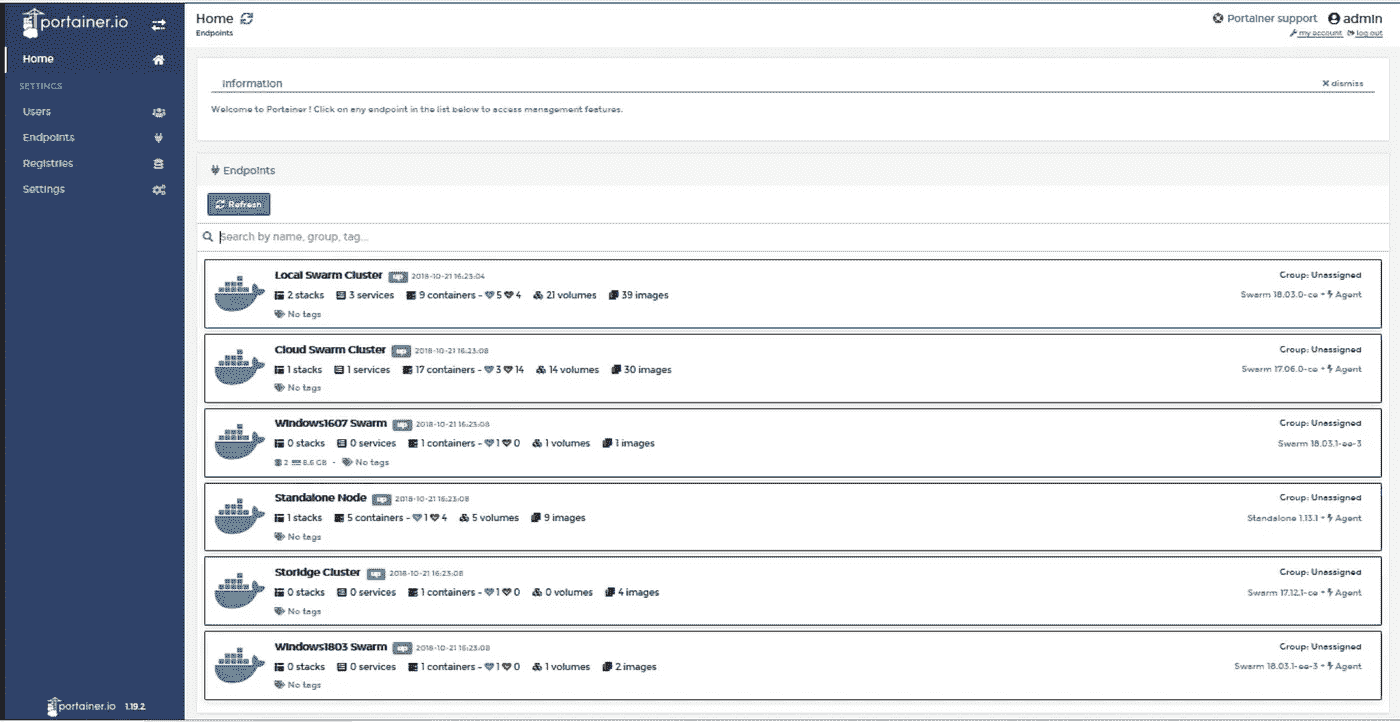 portainer.io
Home
SETTINGS
Users
Endpoints
Registries
Settings
portainer.io 1.19.2
Home
Endpoints
Portainer support admin
my account log out
Information
dismiss
Welcome to Portainer ! Click on any endpoint in the list below to access management features.
Endpoints
Refresh
Search by name, group, tag...
Local Swarm Cluster up 2018-10-21 16:23:04 Group: Unassigned
2 stacks 3 services 9 containers - 5 4 21 volumes 39 images Swarm 18.03.0-ce + Agent
No tags
Cloud Swarm Cluster up 2018-10-21 16:23:08 Group: Unassigned
1 stacks 1 services 17 containers - 3 14 14 volumes 30 images Swarm 17.06.0-ce + Agent
No tags
Windows1607 Swarm up 2018-10-21 16:23:08 Group: Unassigned
0 stacks 0 services 1 containers - 1 0 1 volumes 1 images Swarm 18.03.1-ee-3
2 8.6 GB - No tags
Standalone Node up 2018-10-21 16:23:08 Group: Unassigned
1 stacks 5 containers - 1 4 5 volumes 9 images Standalone 1.13.1 + Agent
No tags
Storidge Cluster up 2018-10-21 16:23:08 Group: Unassigned
0 stacks 0 services 1 containers - 1 0 0 volumes 4 images Swarm 17.12.1-ce + Agent
No tags
Windows1803 Swarm up 2018-10-21 16:23:08 Group: Unassigned
0 stacks 0 services 1 containers - 1 0 1 volumes 2 images Swarm 18.03.1-ee-3 + Agent
No tags